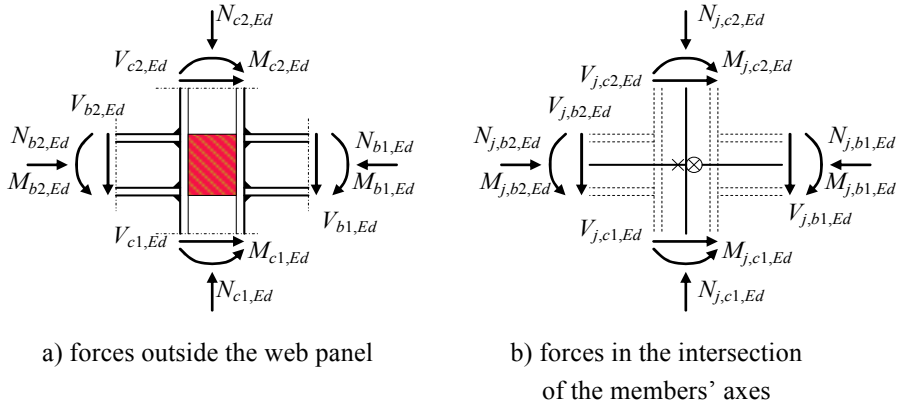 N_{c2,Ed}
V_{c2,Ed} M_{c2,Ed}
V_{b2,Ed}
N_{b2,Ed} N_{b1,Ed}
M_{b2,Ed} M_{b1,Ed}
V_{b1,Ed}
V_{c1,Ed} M_{c1,Ed}
N_{c1,Ed}
a) forces outside the web panel
N_{j,c2,Ed}
V_{j,c2,Ed} M_{j,c2,Ed}
V_{j,b2,Ed}
N_{j,b2,Ed} N_{j,b1,Ed}
M_{j,b2,Ed} M_{j,b1,Ed}
V_{j,b1,Ed}
V_{j,c1,Ed} M_{j,c1,Ed}
N_{j,c1,Ed}
b) forces in the intersection
of the members’ axes